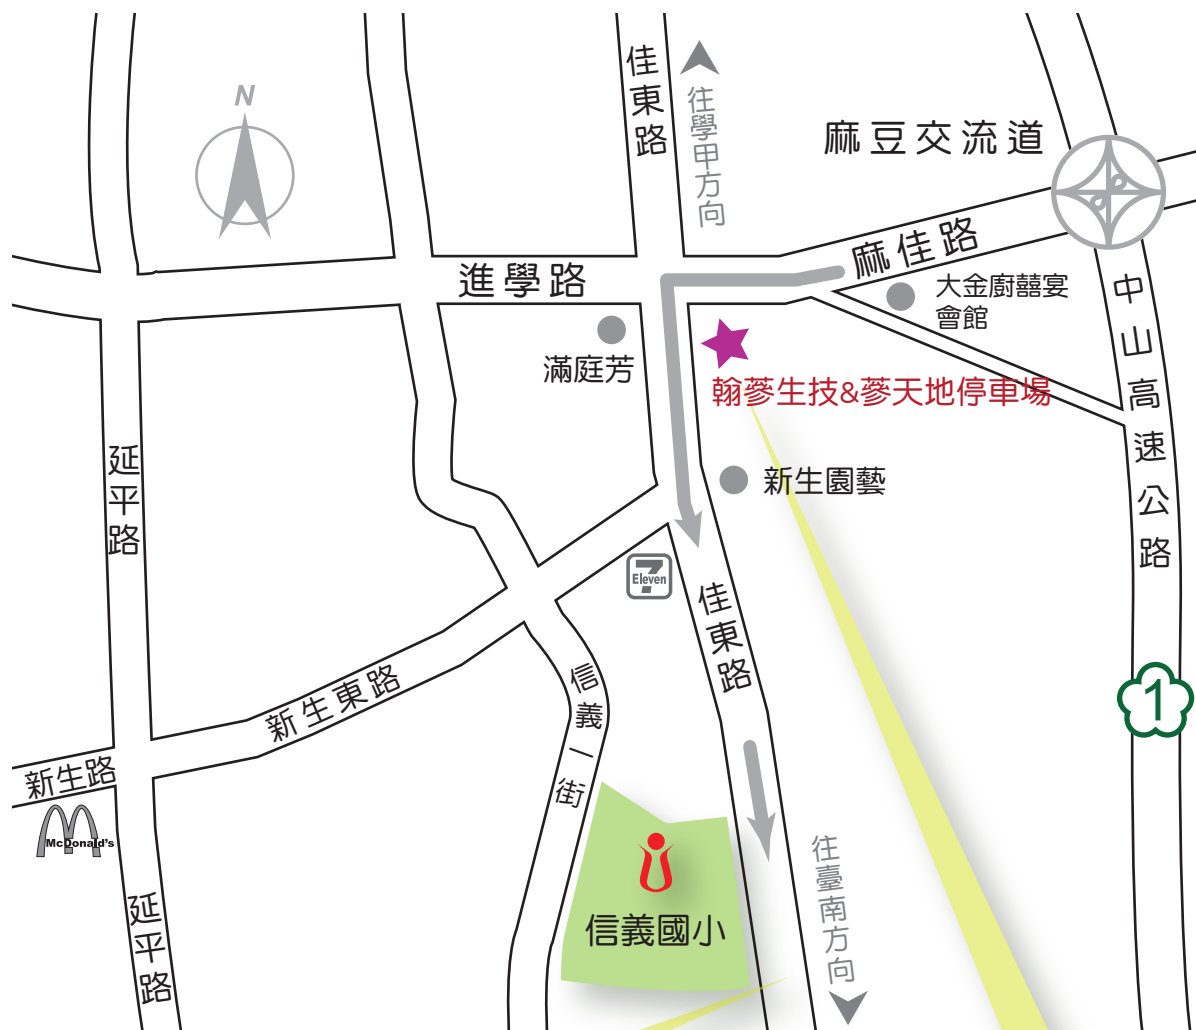 N
佳東路
往學甲方向
麻豆交流道
麻佳路
進學路
大金廚囍宴
會館
中山高速公路
滿庭芳
翰蔘生技&蔘天地停車場
延平路
新生園藝
7
Eleven
佳東路
信義一街
新生東路
1
新生路
McDonald's
往臺南方向
延平路
信義國小